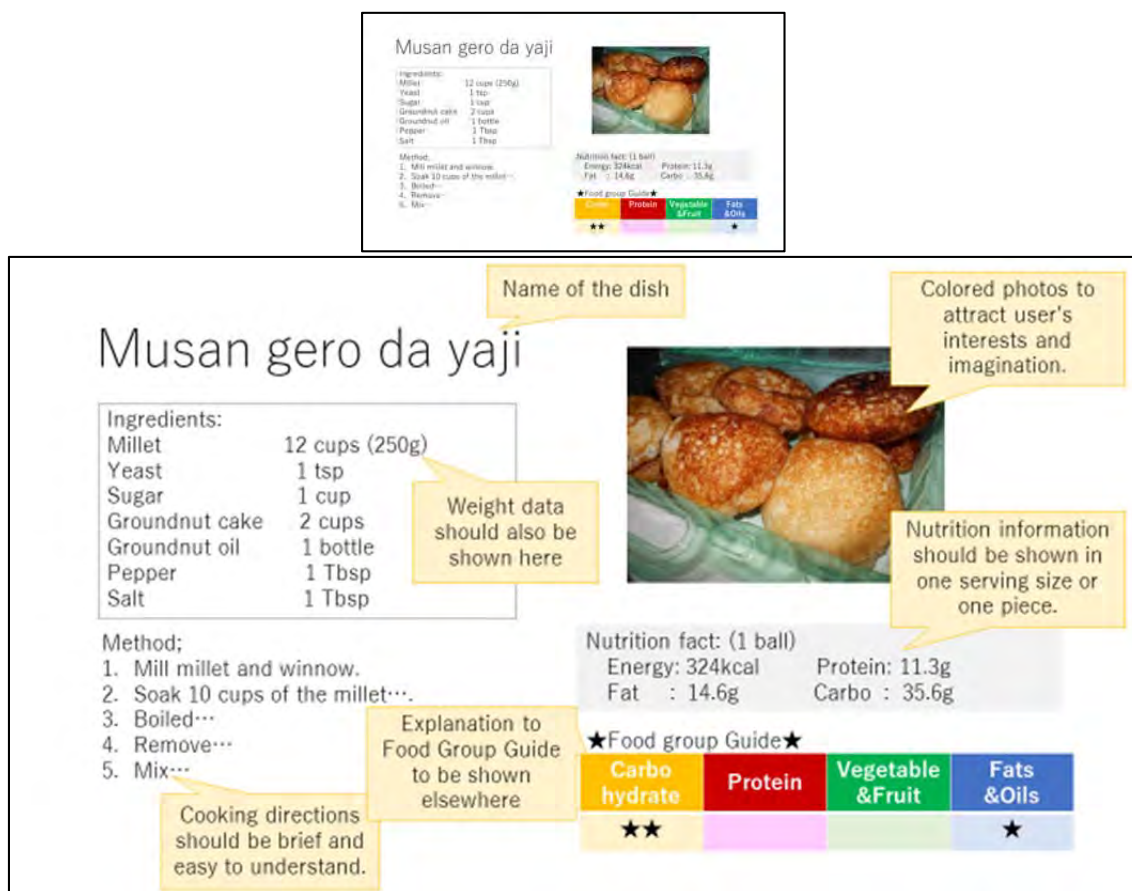 Musan gero da yaji
Ingredients:
Millet 12 cups (250g)
Yeast 1 tsp
Sugar 1 cup
Groundnut cake 2 cups
Groundnut oil 1 bottle
Pepper 1 Tbsp
Salt 1 Tbsp
Method;
1. Mill millet and winnow.
2. Soak 10 cups of the millet….
3. Boiled…
4. Remove…
5. Mix…
Nutrition fact: (1 ball)
Energy: 324kcal Protein: 11.3g
Fat : 14.6g Carbo : 35.6g
★Food group Guide★
Carbo Protein Vegetable &Fruit Fats &Oils
★★ ★
Name of the dish
Colored photos to
attract user's
interests and
imagination.
Musan gero da yaji
Ingredients:
Millet 12 cups (250g)
Yeast 1 tsp
Sugar 1 cup
Groundnut cake 2 cups
Groundnut oil 1 bottle
Pepper 1 Tbsp
Salt 1 Tbsp
Weight data
should also be
shown here
Nutrition information
should be shown in
one serving size or
one piece.
Method;
1. Mill millet and winnow.
2. Soak 10 cups of the millet….
3. Boiled…
4. Remove…
5. Mix…
Cooking directions
should be brief and
easy to understand.
Nutrition fact: (1 ball)
Energy: 324kcal Protein: 11.3g
Fat : 14.6g Carbo : 35.6g
Explanation to
Food Group Guide
to be shown
elsewhere
★Food group Guide★
Carbo
hydrate
Protein
Vegetable
&Fruit
Fats
&Oils
★★ ★